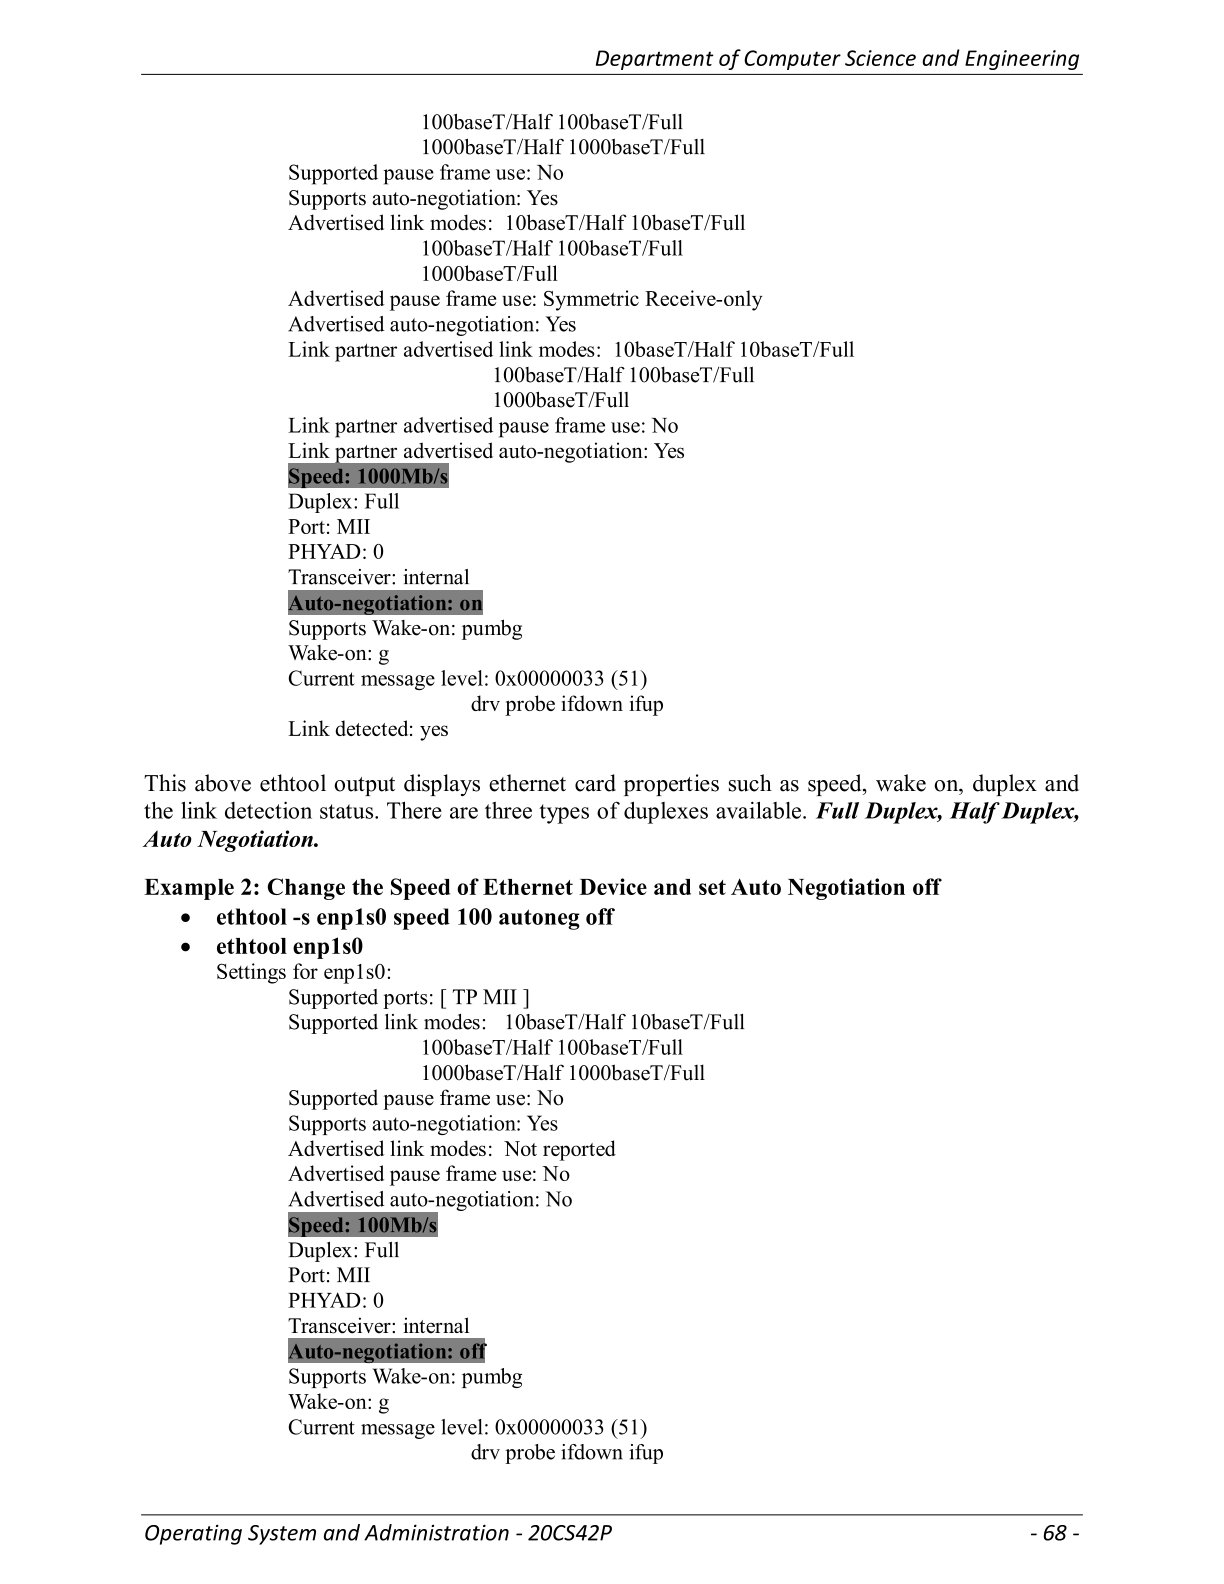 Department of Computer Science and Engineering
100baseT/Half 100baseT/Full
1000baseT/Half 1000baseT/Full
Supported pause frame use: No
Supports auto-negotiation: Yes
Advertised link modes:  10baseT/Half 10baseT/Full
100baseT/Half 100baseT/Full
1000baseT/Full
Advertised pause frame use: Symmetric Receive-only
Advertised auto-negotiation: Yes
Link partner advertised link modes:  10baseT/Half 10baseT/Full
100baseT/Half 100baseT/Full
1000baseT/Full
Link partner advertised pause frame use: No
Link partner advertised auto-negotiation: Yes
Speed: 1000Mb/s
Duplex: Full
Port: MII
PHYAD: 0
Transceiver: internal
Auto-negotiation: on
Supports Wake-on: pumbg
Wake-on: g
Current message level: 0x00000033 (51)
drv probe ifdown ifup
Link detected: yes
This above ethtool output displays ethernet card properties such as speed, wake on, duplex and
the link detection status. There are three types of duplexes available. Full Duplex, Half Duplex,
Auto Negotiation.
Example 2: Change the Speed of Ethernet Device and set Auto Negotiation off
• ethtool -s enp1s0 speed 100 autoneg off
• ethtool enp1s0
Settings for enp1s0:
Supported ports: [ TP MII ]
Supported link modes:   10baseT/Half 10baseT/Full
100baseT/Half 100baseT/Full
1000baseT/Half 1000baseT/Full
Supported pause frame use: No
Supports auto-negotiation: Yes
Advertised link modes:  Not reported
Advertised pause frame use: No
Advertised auto-negotiation: No
Speed: 100Mb/s
Duplex: Full
Port: MII
PHYAD: 0
Transceiver: internal
Auto-negotiation: off
Supports Wake-on: pumbg
Wake-on: g
Current message level: 0x00000033 (51)
drv probe ifdown ifup
Operating System and Administration - 20CS42P - 68 -